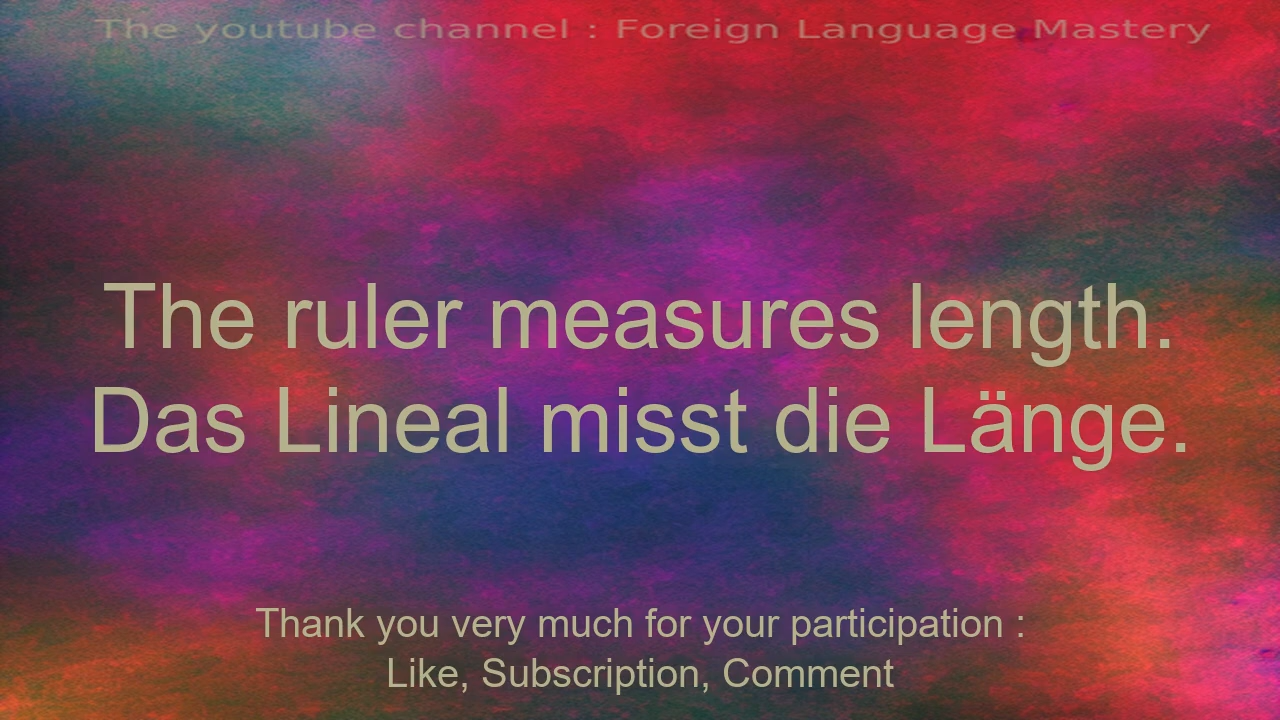 The youtube channel : Foreign Language Mastery
The ruler measures length.
Das Lineal misst die Länge.
Thank you very much for your participation :
Like, Subscription, Comment